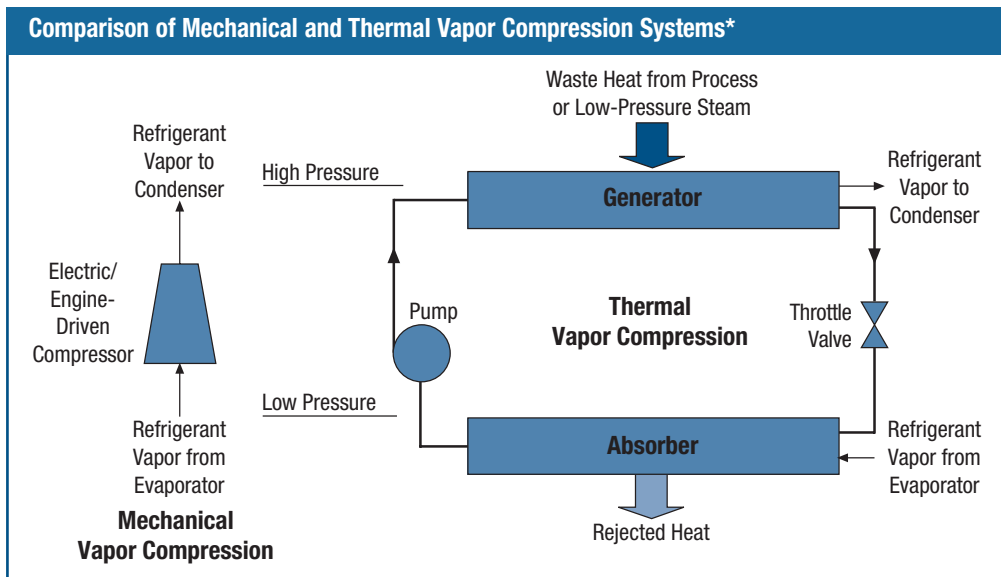 Comparison of Mechanical and Thermal Vapor Compression Systems*
Waste Heat from Process
or Low-Pressure Steam
Refrigerant
Vapor to
Condenser
High Pressure
Generator
Refrigerant
Vapor to
Condenser
Electric/
Engine-
Driven
Compressor
Pump
Thermal
Vapor Compression
Throttle
Valve
Low Pressure
Refrigerant
Vapor from
Evaporator
Absorber
Refrigerant
Vapor from
Evaporator
Mechanical
Vapor Compression
Rejected Heat